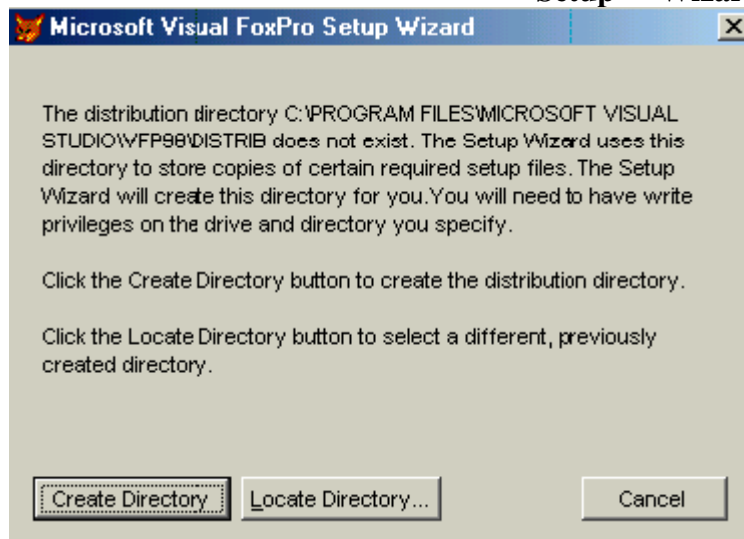 Microsoft Visual FoxPro Setup Wizard
The distribution directory C:\PROGRAM FILES\MICROSOFT VISUAL
STUDIO\VFP98\DISTRIB does not exist. The Setup Wizard uses this
directory to store copies of certain required setup files. The Setup
Wizard will create this directory for you.You will need to have write
privileges on the drive and directory you specify.
Click the Create Directory button to create the distribution directory.
Click the Locate Directory button to select a different, previously
created directory.
Create Directory
Locate Directory...
Cancel